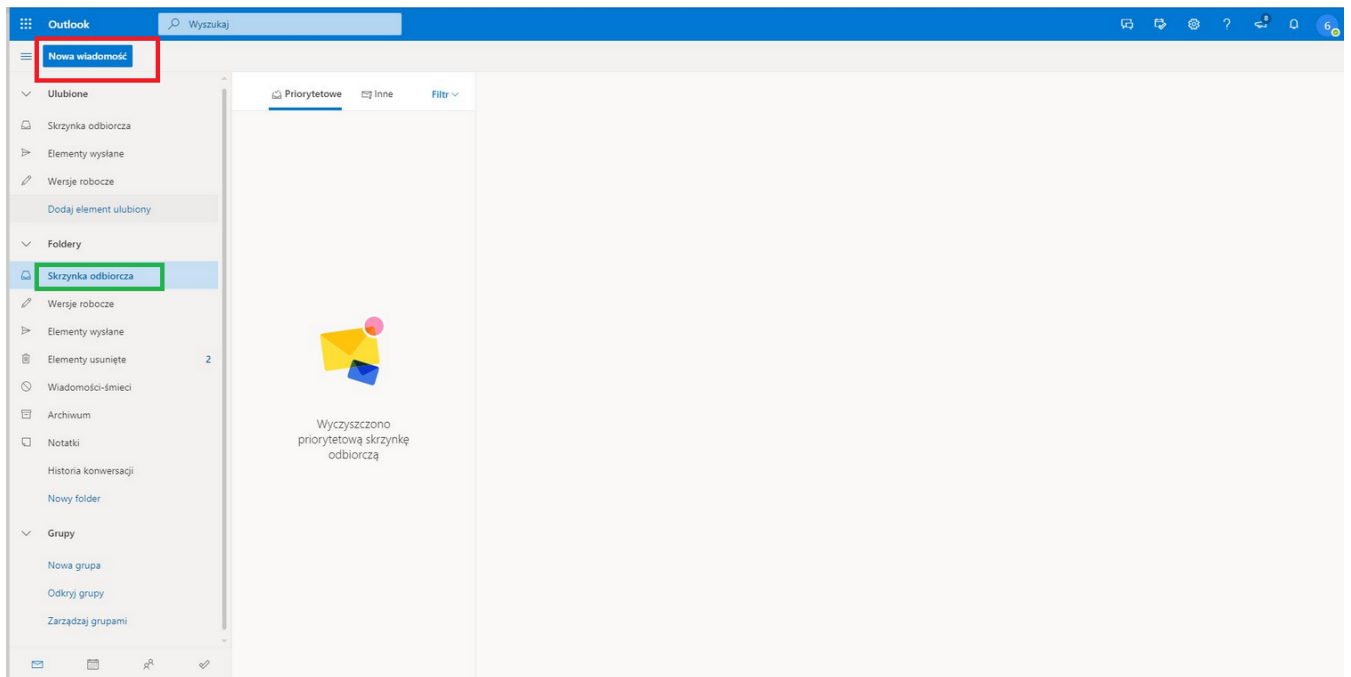 Outlook
Wyszukaj
Nowa wiadomość
Ulubione
Skrzynka odbiorcza
Elementy wysłane
Wersje robocze
Dodaj element ulubiony
Foldery
Skrzynka odbiorcza
Wersje robocze
Elementy wysłane
Elementy usunięte 2
Wiadomości-śmieci
Archiwum
Notatki
Historia konwersacji
Nowy folder
Grupy
Nowa grupa
Odkryj grupy
Zarządzaj grupami
Priorytetowe Inne Filtr
Wyczyszczono
priorytetową skrzynkę
odbiorczą
6